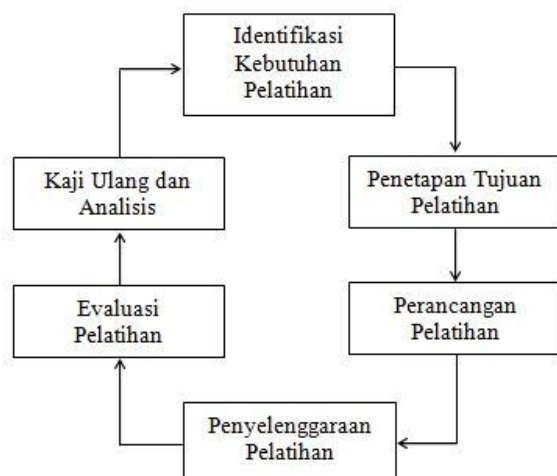 Identifikasi
Kebutuhan
Pelatihan
Penetapan Tujuan
Pelatihan
Perancangan
Pelatihan
Penyelenggaraan
Pelatihan
Evaluasi
Pelatihan
Kaji Ulang dan
Analisis